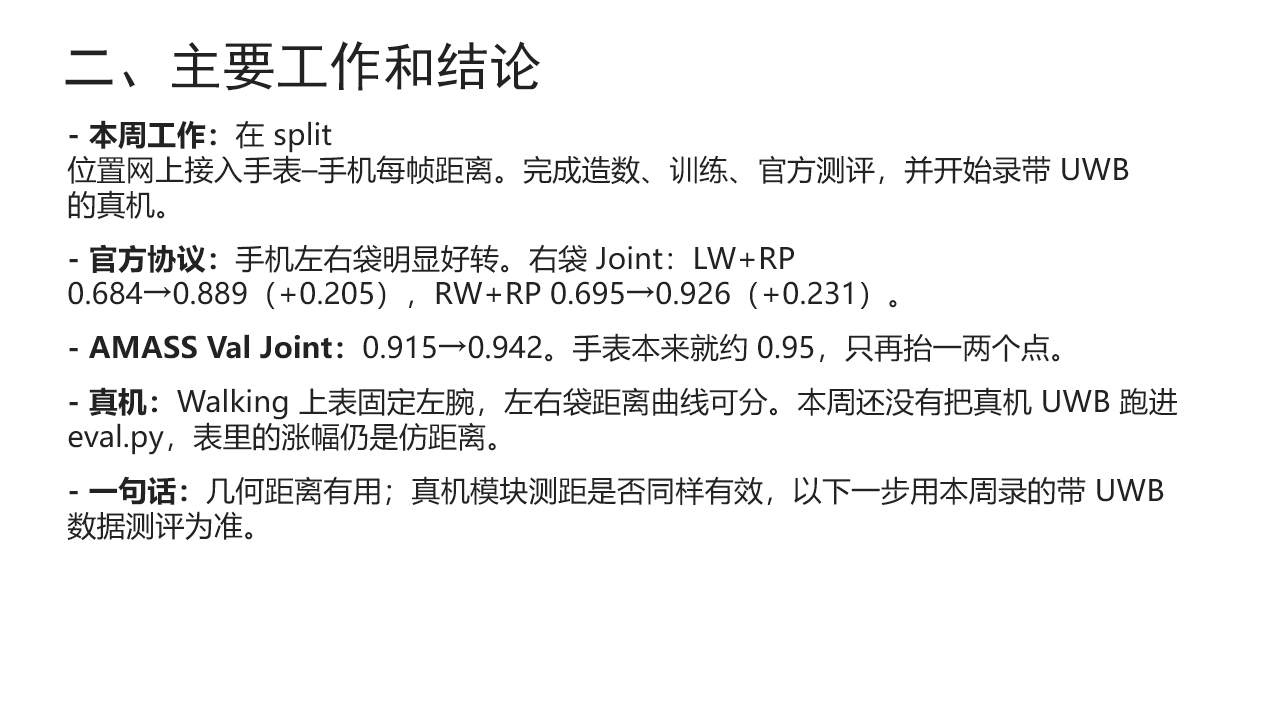 二、主要工作和结论
- 本周工作：在 split
位置网上接入手表–手机每帧距离。完成造数、训练、官方测评，并开始录带 UWB
的真机。
- 官方协议：手机左右袋明显好转。右袋 Joint：LW+RP
0.684→0.889（+0.205），RW+RP 0.695→0.926（+0.231）。
- AMASS Val Joint：0.915→0.942。手表本来就约 0.95，只再抬一两个点。
- 真机：Walking 上表固定左腕，左右袋距离曲线可分。本周还没有把真机 UWB 跑进
eval.py，表里的涨幅仍是仿距离。
- 一句话：几何距离有用；真机模块测距是否同样有效，以下一步用本周录的带 UWB
数据测评为准。